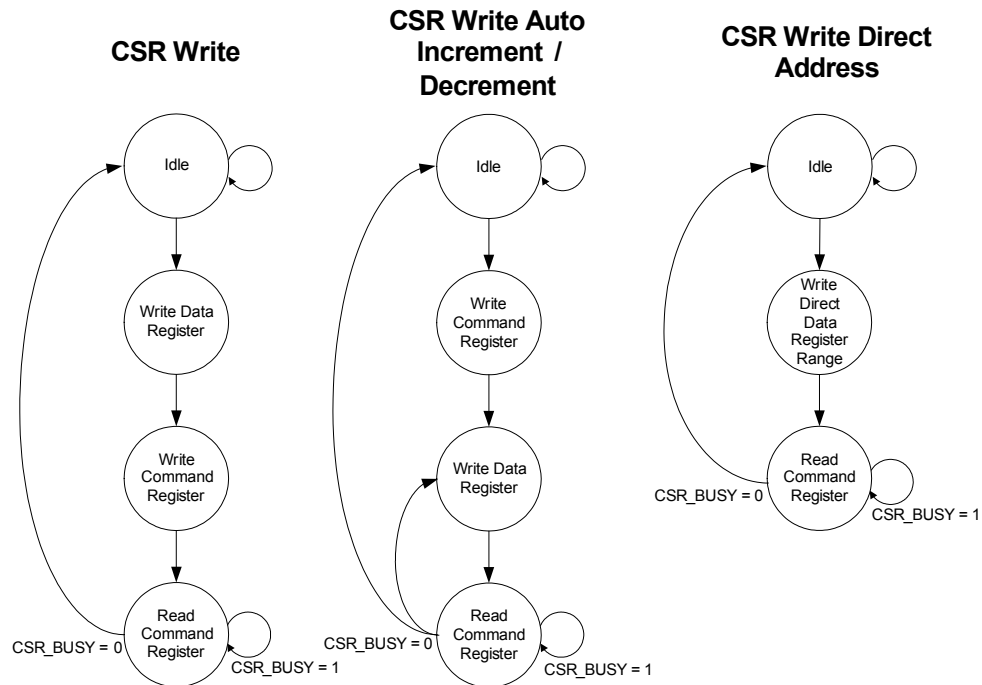 CSR Write
Idle
Write Data
Register
Write
Command
Register
Read
Command
Register
CSR_BUSY = 0
CSR_BUSY = 1
CSR Write Auto
Increment /
Decrement
Idle
Write
Command
Register
Write Data
Register
Read
Command
Register
CSR_BUSY = 0
CSR_BUSY = 1
CSR Write Direct
Address
Idle
Write
Direct
Data
Register
Range
Read
Command
Register
CSR_BUSY = 0
CSR_BUSY = 1